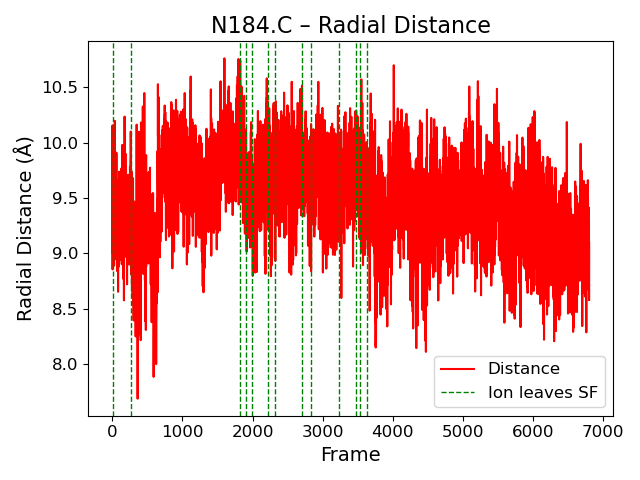 N184.C – Radial Distance
Radial Distance (Å)
10.5
10.0
9.5
9.0
8.5
8.0
0 1000 2000 3000 4000 5000 6000 7000
Frame
Distance
Ion leaves SF